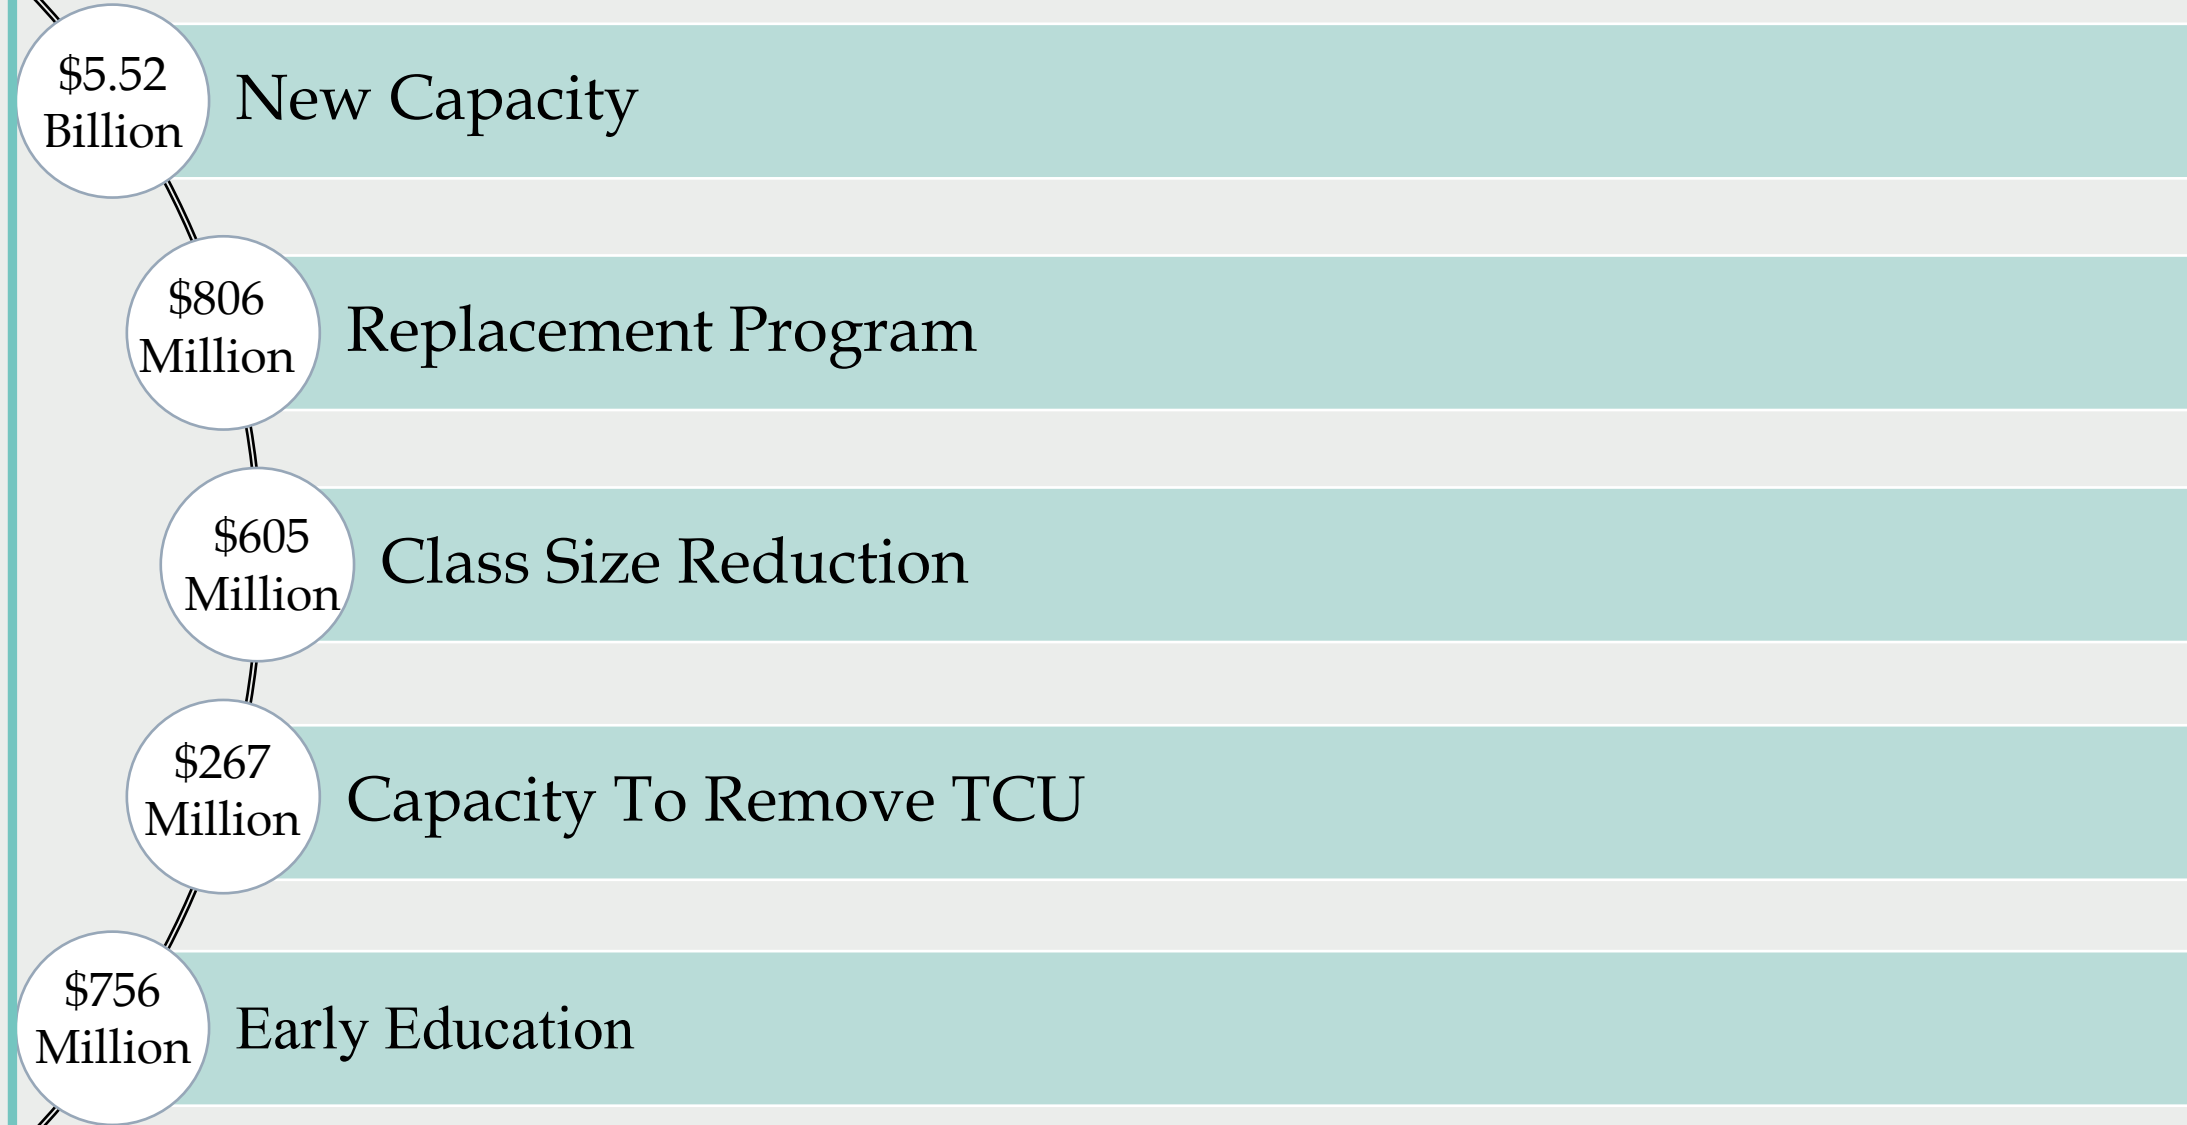 $5.52
Billion
New Capacity
$806
Million
Replacement Program
$605
Million
Class Size Reduction
$267
Million
Capacity To Remove TCU
$756
Million
Early Education